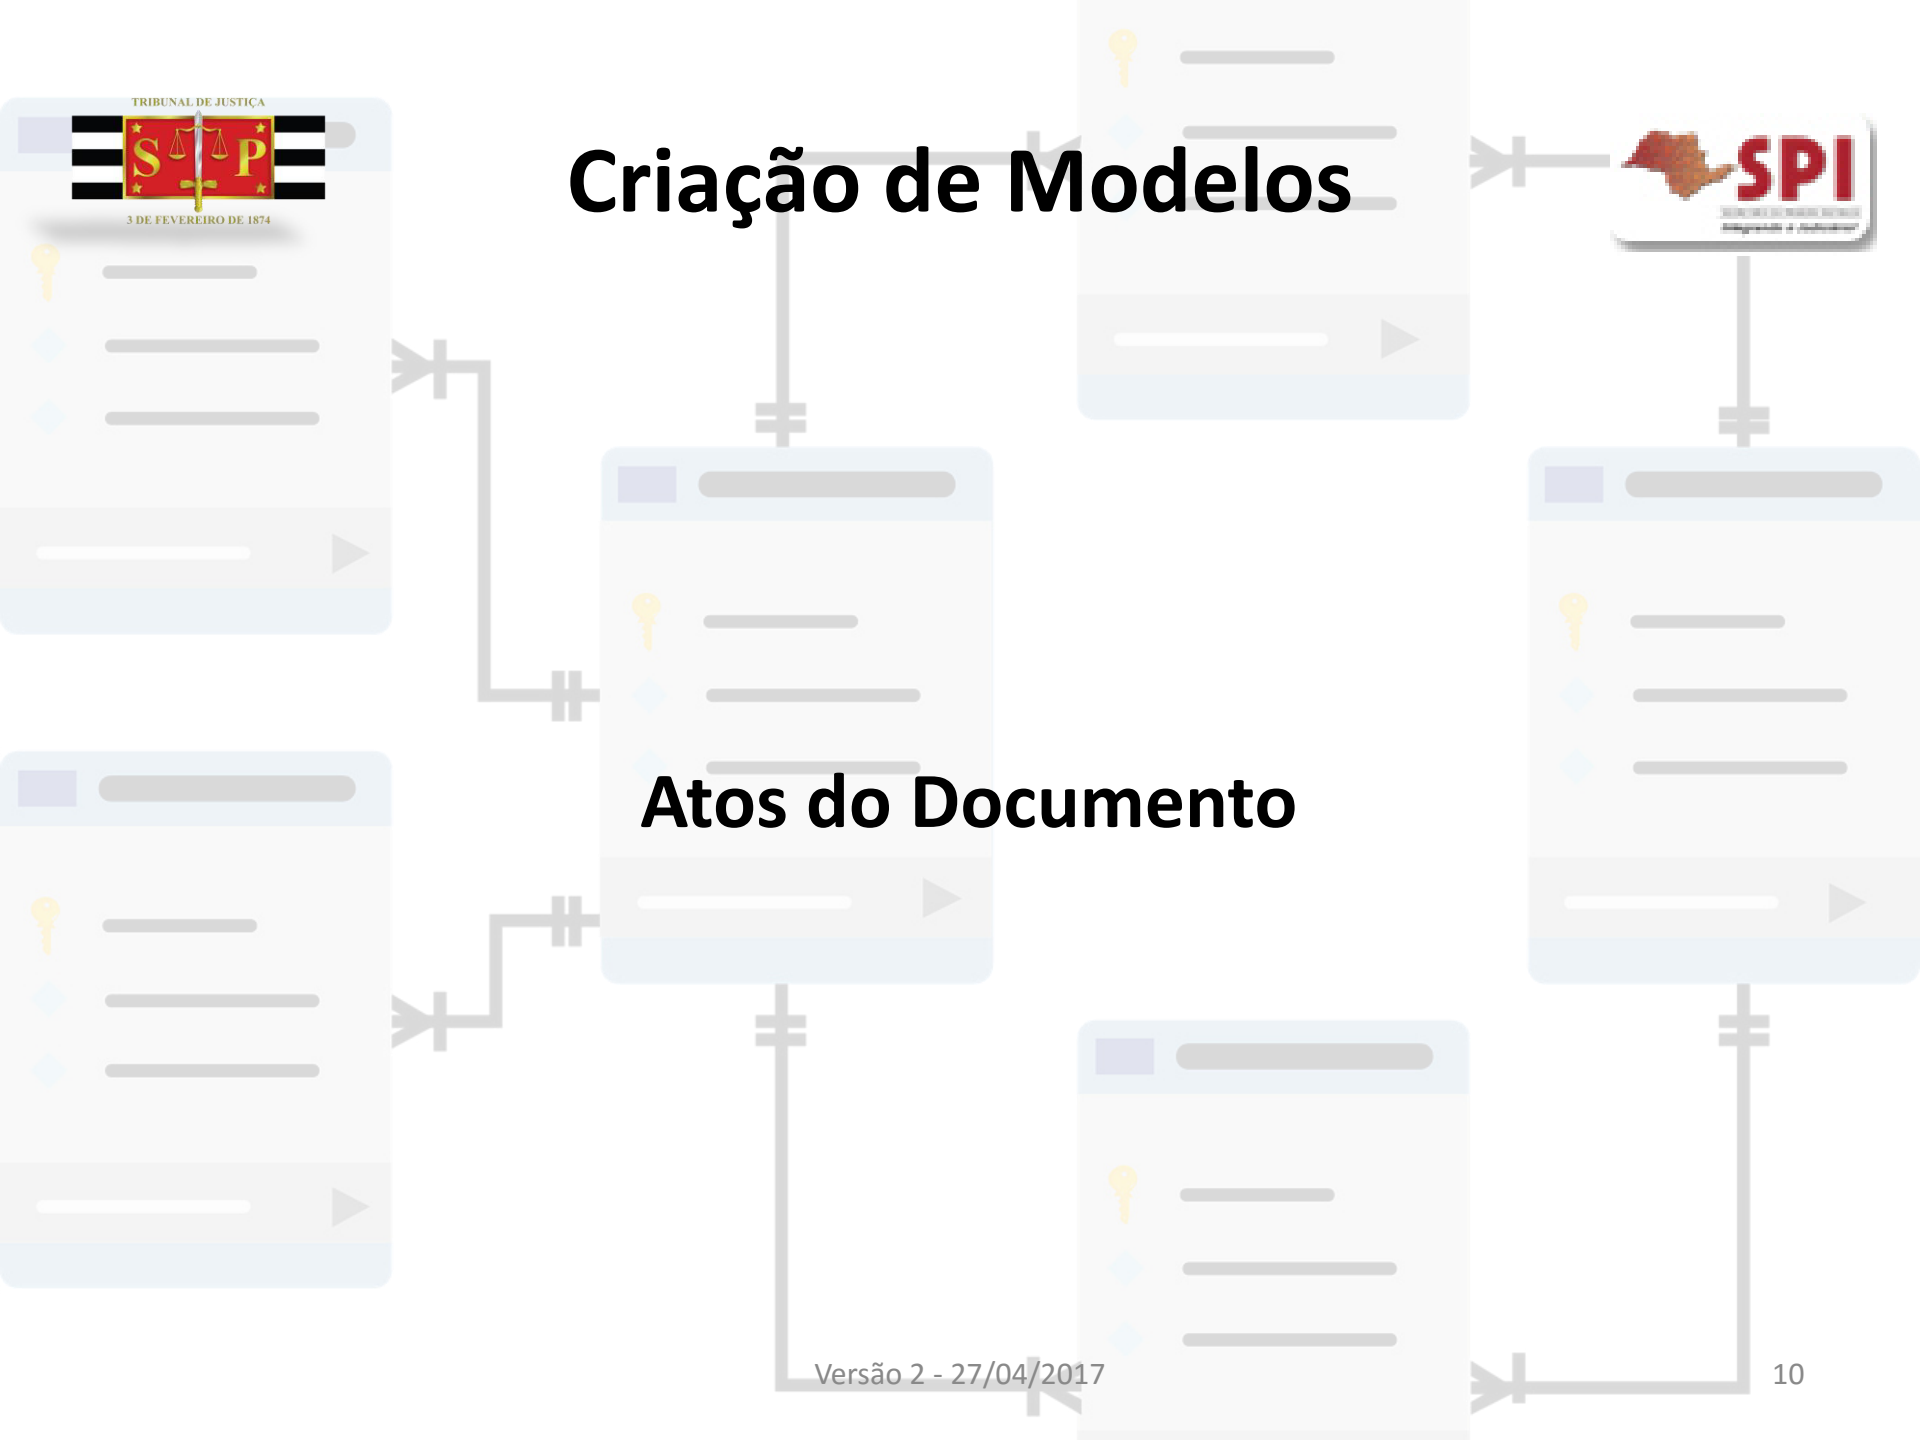 TRIBUNAL DE JUSTIÇA
S P
3 DE FEVEREIRO DE 1874
Criação de Modelos
SPI
Atos do Documento
Versão 2 - 27/04/2017
10